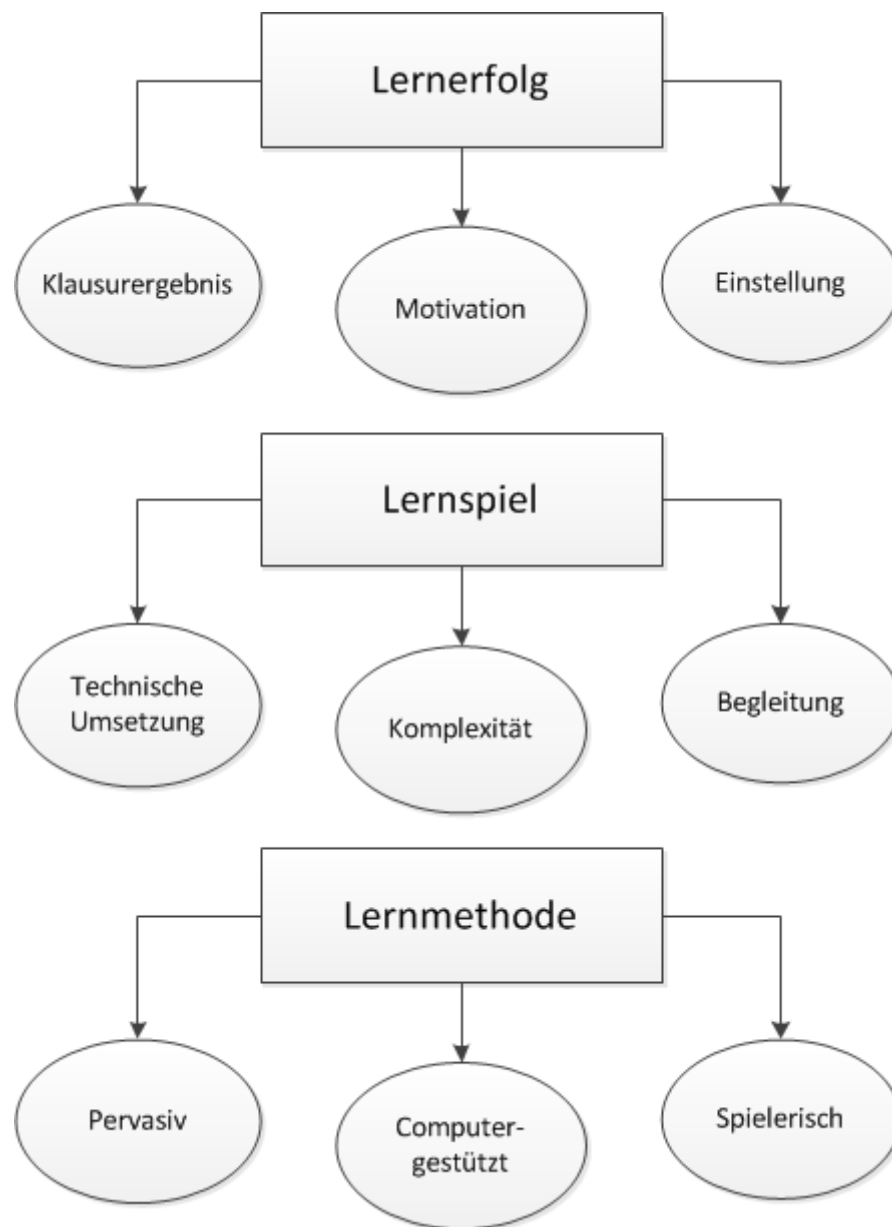 Lernerfolg
Klausurergebnis
Motivation
Einstellung
Lernspiel
Technische
Umsetzung
Komplexität
Begleitung
Lernmethode
Pervasiv
Computer-
gestützt
Spielerisch